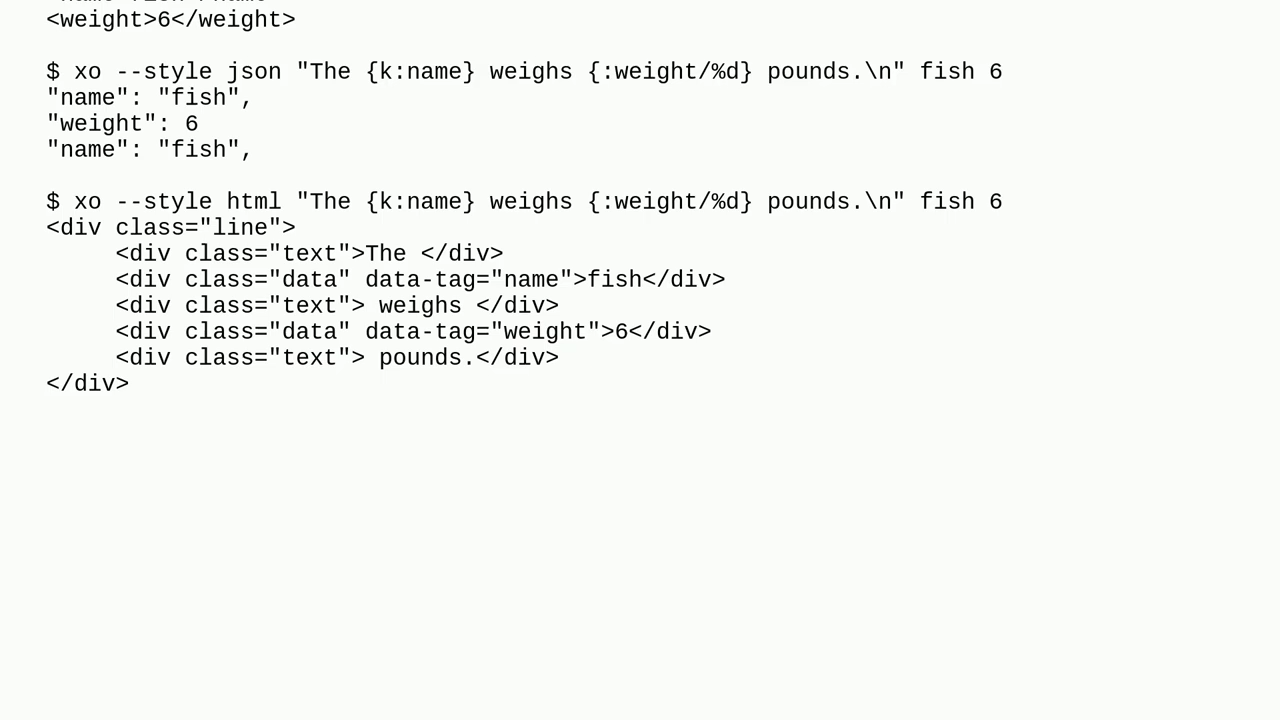 <weight>6</weight>
$ xo --style json "The {k:name} weighs {:weight/%d} pounds.\n" fish 6
"name": "fish",
"weight": 6
"name": "fish",
$ xo --style html "The {k:name} weighs {:weight/%d} pounds.\n" fish 6
<div class="line">
<div class="text">The </div>
<div class="data" data-tag="name">fish</div>
<div class="text"> weighs </div>
<div class="data" data-tag="weight">6</div>
<div class="text"> pounds.</div>
</div>